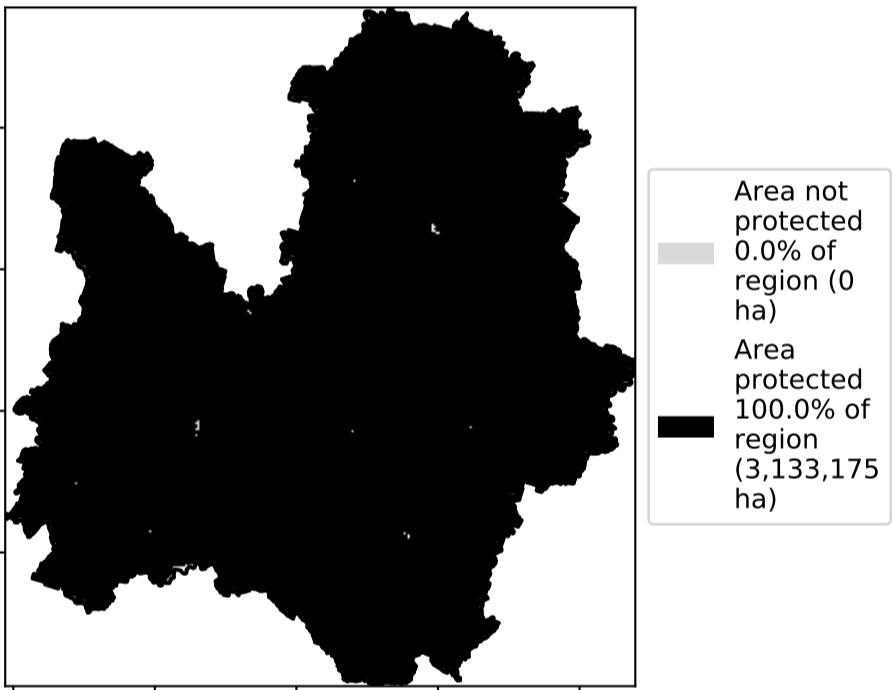 Area not
protected
0.0% of
region (0
ha)
Area
protected
100.0% of
region
(3,133,175
ha)